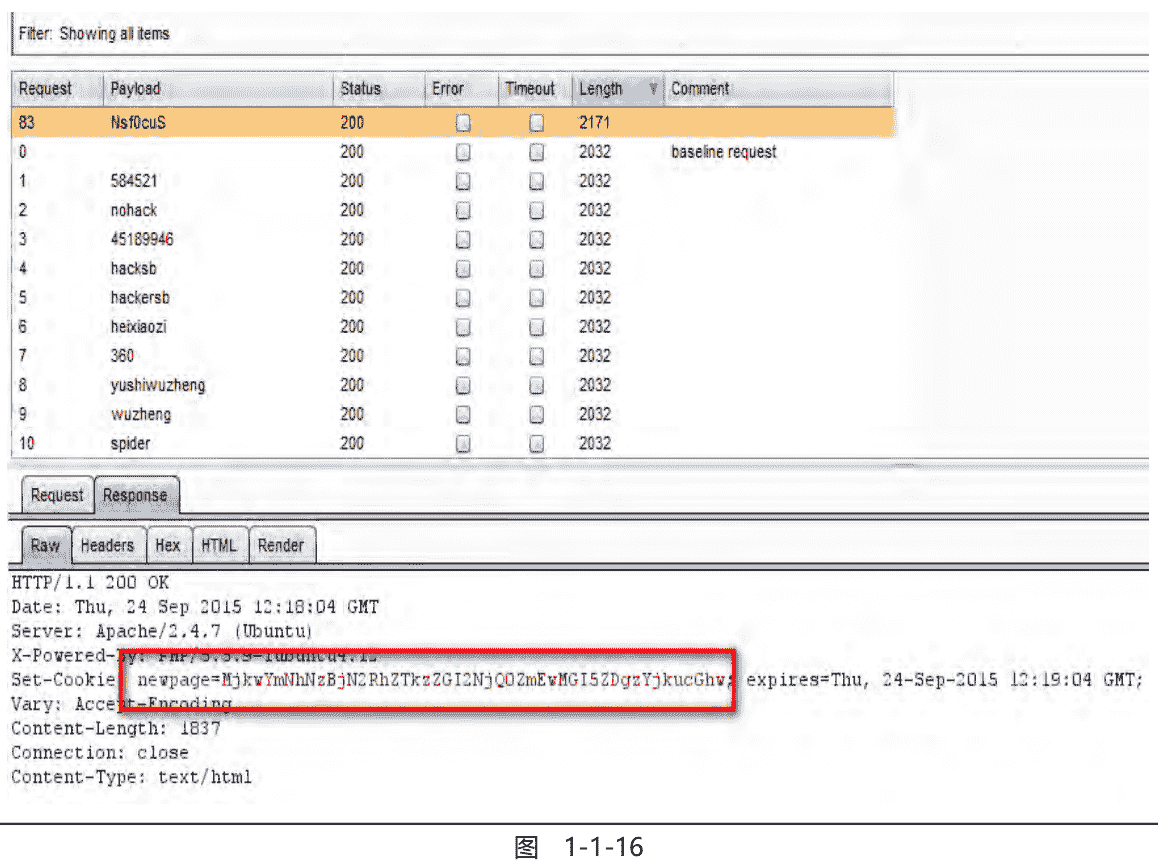 Filter: Showing all items
Request Payload Status Error Timeout Length Comment
83 Nsf0cuS 200 2171
0 200 2032 baseline request
1 584521 200 2032
2 nohack 200 2032
3 45189946 200 2032
4 hacksb 200 2032
5 hackersb 200 2032
6 heixiaozi 200 2032
7 360 200 2032
8 yushiwuzheng 200 2032
9 wuzheng 200 2032
10 spider 200 2032
Request Response
Raw Headers Hex HTML Render
HTTP/1.1 200 OK
Date: Thu, 24 Sep 2015 12:18:04 GMT
Server: Apache/2.4.7 (Ubuntu)
X-Powered-By:
Set-Cookie newpage=MjkwYmNhNzBjN2RhZTkzZGI2NjQ0ZmEwMGI5ZDgzYjkucGhw; expires=Thu, 24-Sep-2015 12:19:04 GMT;
Vary: Accept-Encoding
Content-Length: 1837
Connection: close
Content-Type: text/html
图 1-1-16